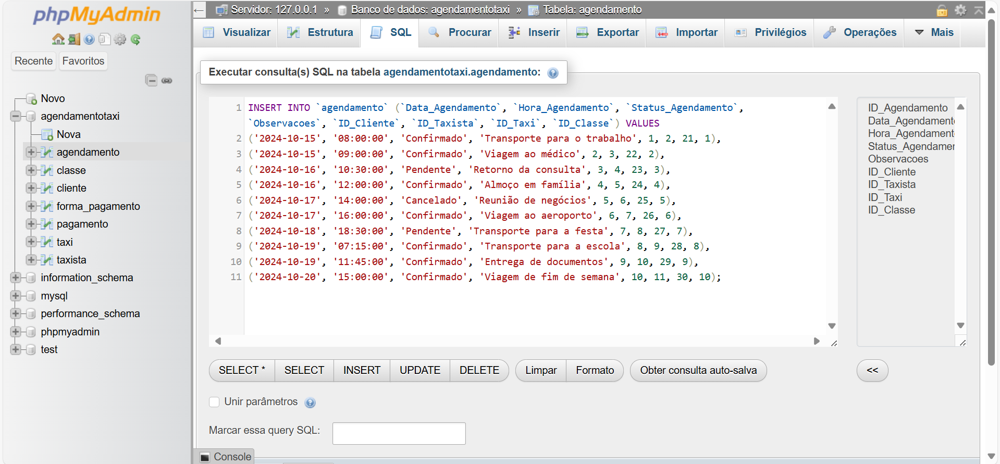 phpMyAdmin
Recente Favoritos
Novo
agendamentotaxi
Nova
agendamento
classe
cliente
forma_pagamento
pagamento
taxi
taxista
information_schema
mysql
performance_schema
phpmyadmin
test
Servidor: 127.0.0.1 » Banco de dados: agendamentotaxi » Tabela: agendamento
Visualizar Estrutura SQL Procurar Inserir Exportar Importar Privilégios Operações Mais
Executar consulta(s) SQL na tabela agendamentotaxi.agendamento:
1 INSERT INTO `agendamento` (`Data_Agendamento`, `Hora_Agendamento`, `Status_Agendamento`,
`Observacoes`, `ID_Cliente`, `ID_Taxista`, `ID_Taxi`, `ID_Classe`) VALUES
2 ('2024-10-15', '08:00:00', 'Confirmado', 'Transporte para o trabalho', 1, 2, 21, 1),
3 ('2024-10-15', '09:00:00', 'Confirmado', 'Viagem ao médico', 2, 3, 22, 2),
4 ('2024-10-16', '10:30:00', 'Pendente', 'Retorno da consulta', 3, 4, 23, 3),
5 ('2024-10-16', '12:00:00', 'Confirmado', 'Almoço em família', 4, 5, 24, 4),
6 ('2024-10-17', '14:00:00', 'Cancelado', 'Reunião de negócios', 5, 6, 25, 5),
7 ('2024-10-17', '16:00:00', 'Confirmado', 'Viagem ao aeroporto', 6, 7, 26, 6),
8 ('2024-10-18', '18:30:00', 'Pendente', 'Transporte para a festa', 7, 8, 27, 7),
9 ('2024-10-19', '07:15:00', 'Confirmado', 'Transporte para a escola', 8, 9, 28, 8),
10 ('2024-10-19', '11:45:00', 'Confirmado', 'Entrega de documentos', 9, 10, 29, 9),
11 ('2024-10-20', '15:00:00', 'Confirmado', 'Viagem de fim de semana', 10, 11, 30, 10);
ID_Agendamento
Data_Agendament
Hora_Agendament
Status_Agendamer
Observacoes
ID_Cliente
ID_Taxista
ID_Taxi
ID_Classe
SELECT * SELECT INSERT UPDATE DELETE Limpar Formato Obter consulta auto-salva <<
Unir parâmetros
Marcar essa query SQL:
Console